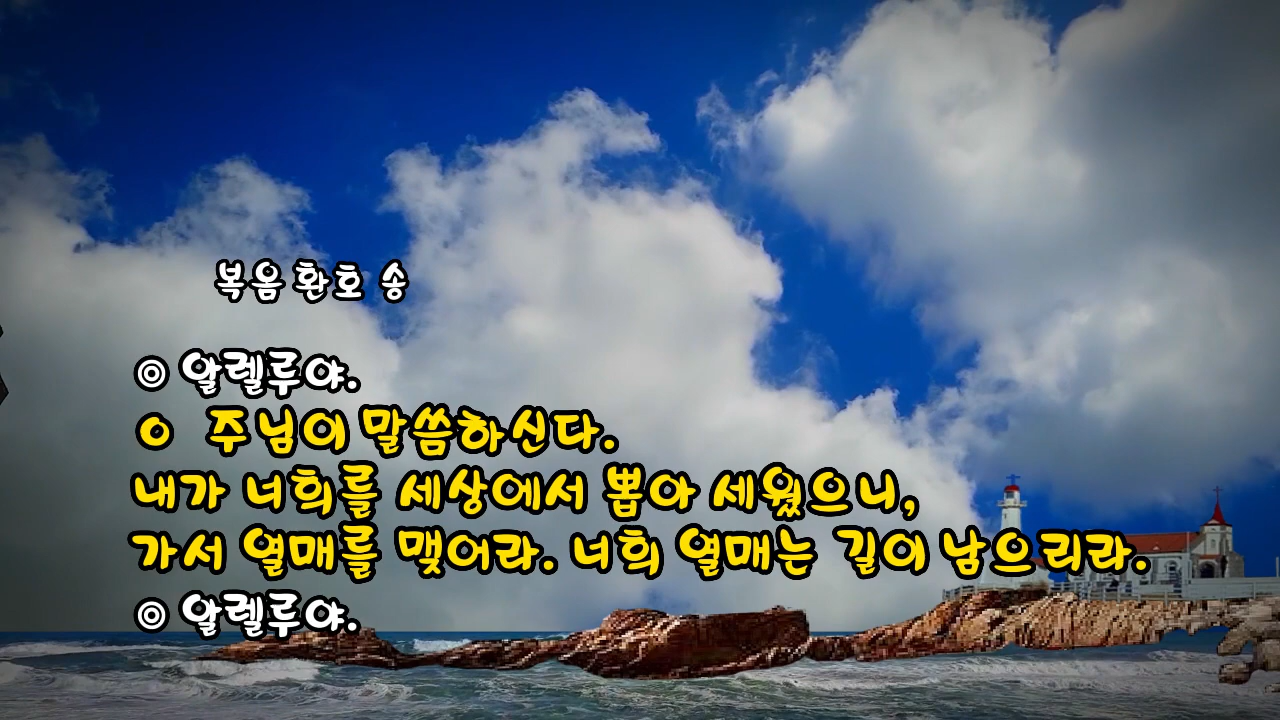 복음 환호 송
◎ 알렐루야.
○ 주님이 말씀하신다.
내가 너희를 세상에서 뽑아 세웠으니,
가서 열매를 맺어라. 너희 열매는 길이 남으리라.
◎ 알렐루야.